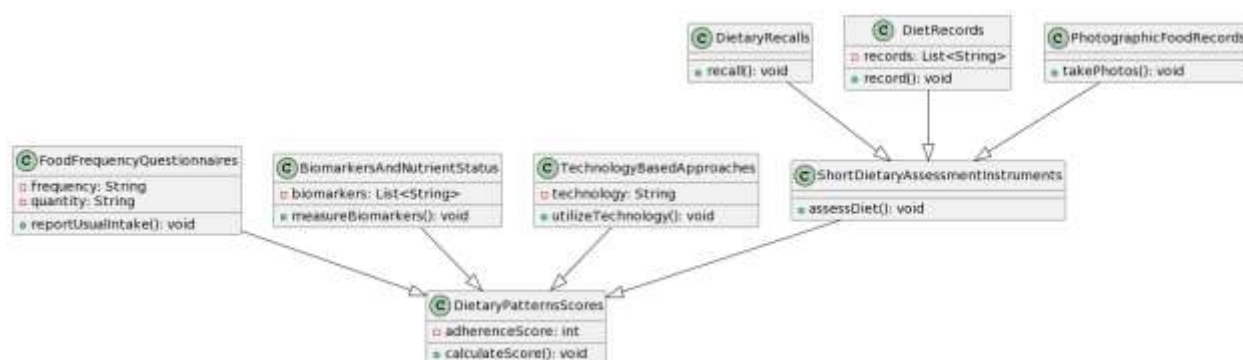 C DietaryRecalls
recall(): void
C DietRecords
records: List<String>
record(): void
C PhotographicFoodRecords
takePhotos(): void
C FoodFrequencyQuestionnaires
frequency: String
quantity: String
reportUsualIntake(): void
C BiomarkersAndNutrientStatus
biomarkers: List<String>
measureBiomarkers(): void
C TechnologyBasedApproaches
technology: String
utilizeTechnology(): void
C ShortDietaryAssessmentInstruments
assessDiet(): void
C DietaryPatternsScores
adherenceScore: int
calculateScore(): void